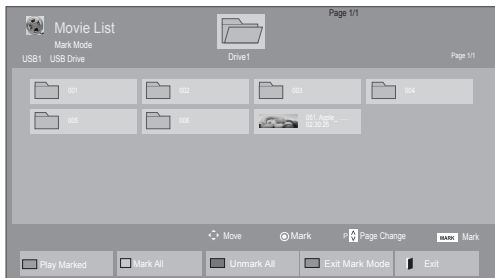 Page 1/1
Movie List
Mark Mode
USB1 USB Drive
Drive1
Page 1/1
001
002
003
004
005
006
051. Apple_ ......
02:30:25
Move
Mark
P Page Change
MARK Mark
Play Marked
Mark All
Unmark All
Exit Mark Mode
Exit